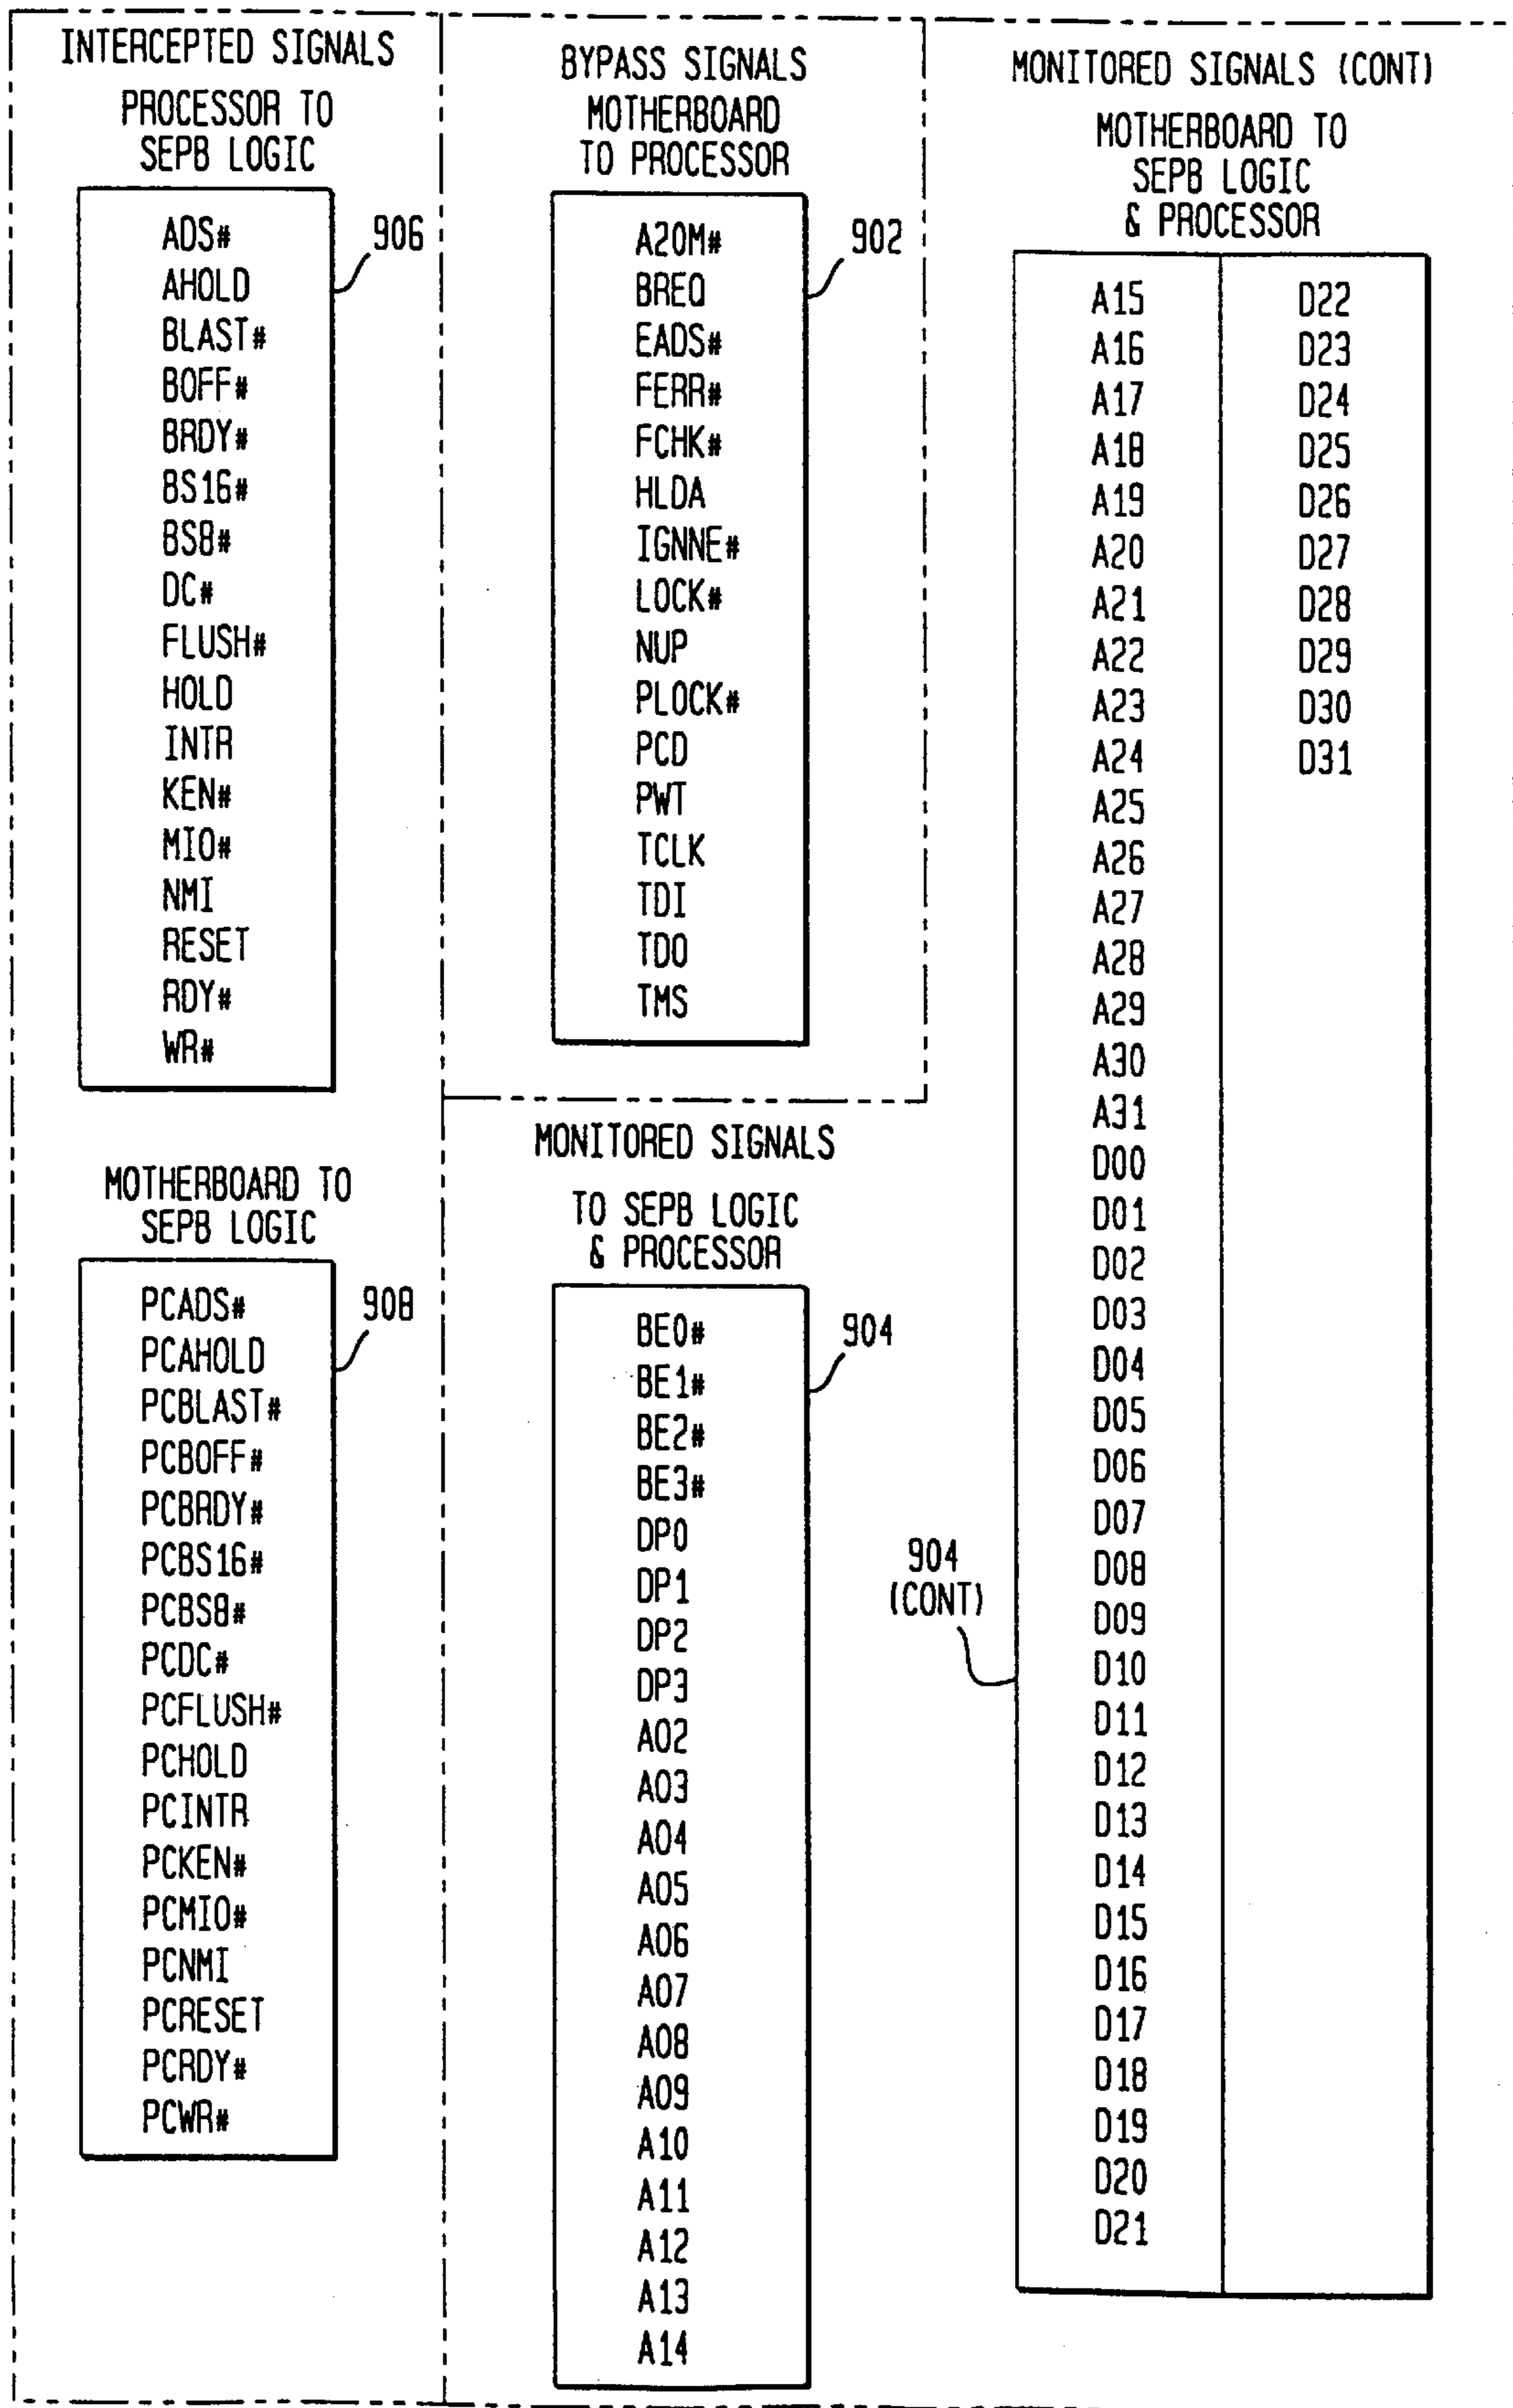 INTERCEPTED SIGNALS
PROCESSOR TO
SEPB LOGIC
ADS#
AHOLD
BLAST#
BOFF#
BRDY#
BS16#
BS8#
DC#
FLUSH#
HOLD
INTR
KEN#
MIO#
NMI
RESET
RDY#
WR#
906
MOTHERBOARD TO
SEPB LOGIC
PCADS#
PCAHOLD
PCBLAST#
PCBOFF#
PCBRDY#
PCBS16#
PCBS8#
PCDC#
PCFLUSH#
PCHOLD
PCINTR
PCKEN#
PCMIO#
PCNMI
PCRESET
PCRDY#
PCWR#
908
BYPASS SIGNALS
MOTHERBOARD
TO PROCESSOR
A20M#
BREQ
EADS#
FERR#
FCHK#
HLDA
IGNNE#
LOCK#
NUP
PLOCK#
PCD
PWT
TCLK
TDI
TDO
TMS
902
MONITORED SIGNALS
TO SEPB LOGIC
& PROCESSOR
BE0#
BE1#
BE2#
BE3#
DP0
DP1
DP2
DP3
A02
A03
A04
A05
A06
A07
A08
A09
A10
A11
A12
A13
A14
904
MONITORED SIGNALS (CONT)
MOTHERBOARD TO
SEPB LOGIC
& PROCESSOR
A15
A16
A17
A18
A19
A20
A21
A22
A23
A24
A25
A26
A27
A28
A29
A30
A31
D00
D01
D02
D03
D04
D05
D06
D07
D08
D09
D10
D11
D12
D13
D14
D15
D16
D17
D18
D19
D20
D21
D22
D23
D24
D25
D26
D27
D28
D29
D30
D31
904
(CONT)